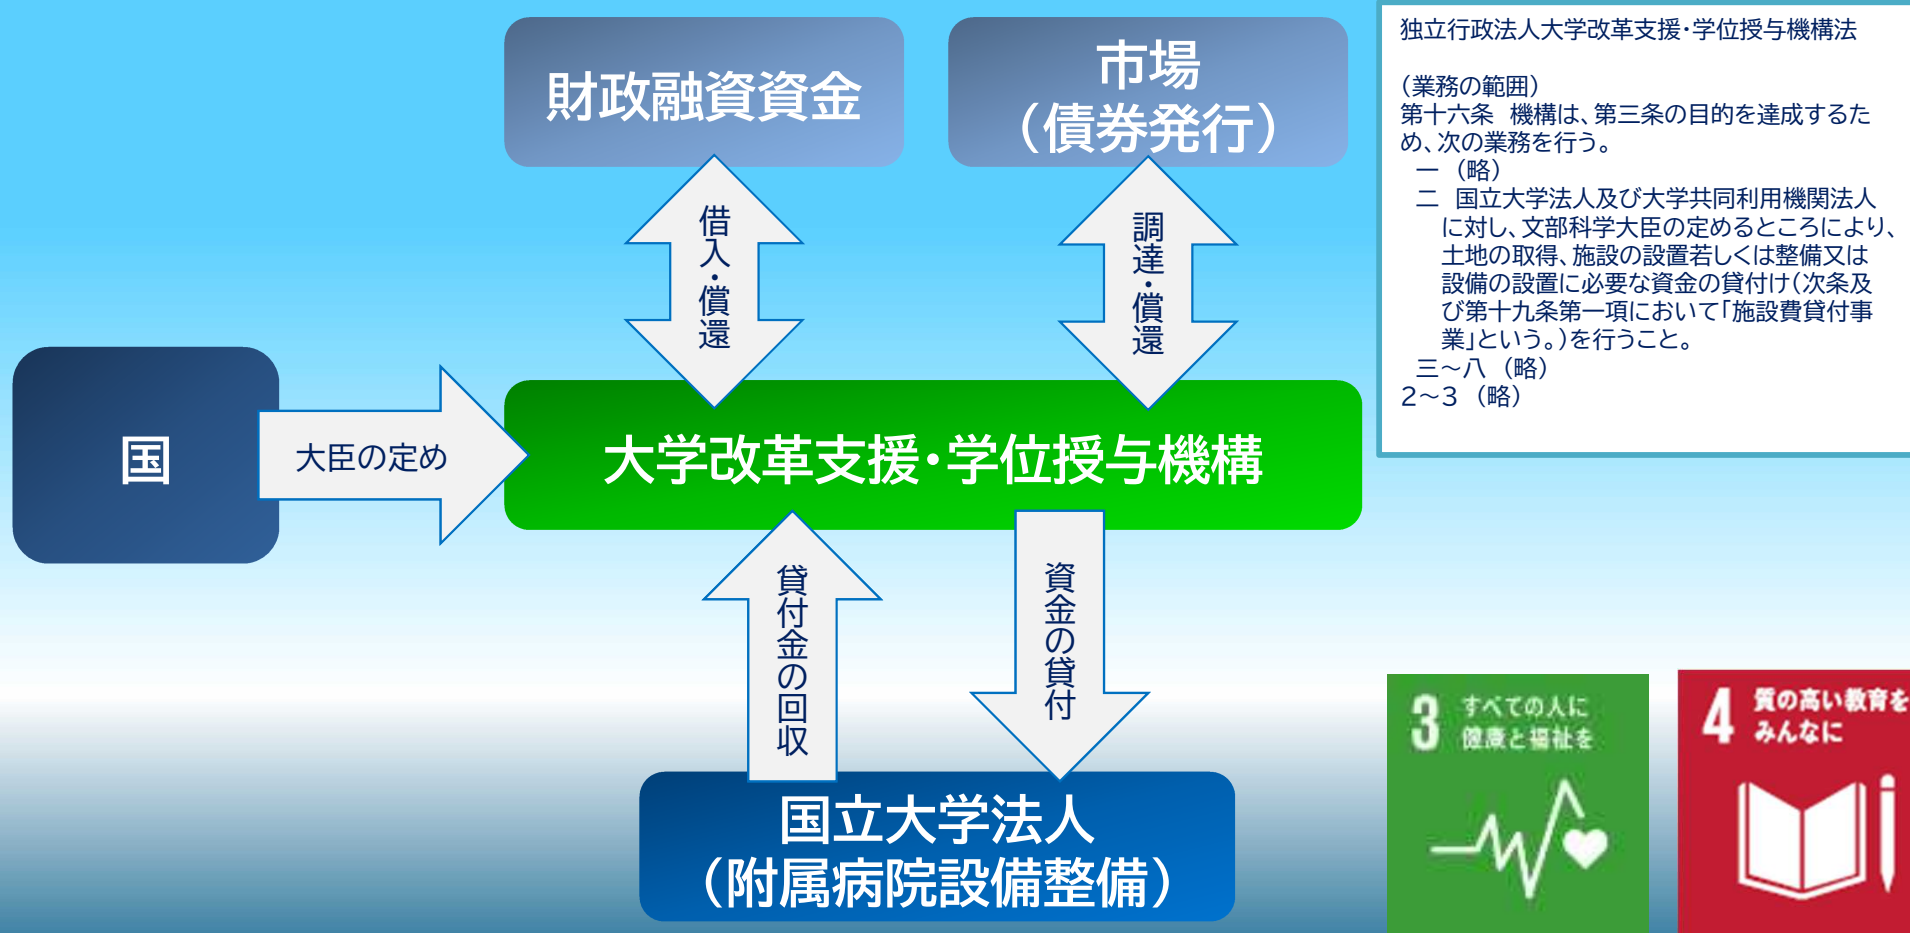 財政融資資金
市場
（債券発行）
独立行政法人大学改革支援・学位授与機構法
（業務の範囲）
第十六条　機構は、第三条の目的を達成するた
め、次の業務を行う。
一　（略）
二　国立大学法人及び大学共同利用機関法人
に対し、文部科学大臣の定めるところにより、
土地の取得、施設の設置若しくは整備又は
設備の設置に必要な資金の貸付け（次条及
び第十九条第一項において「施設費貸付事
業」という。）を行うこと。
三～八　（略）
２～３　（略）
借入・償還
調達・償還
国
大臣の定め
大学改革支援・学位授与機構
貸付金の回収
資金の貸付
国立大学法人
（附属病院設備整備）
3 すべての人に
健康と福祉を
4 質の高い教育を
みんなに